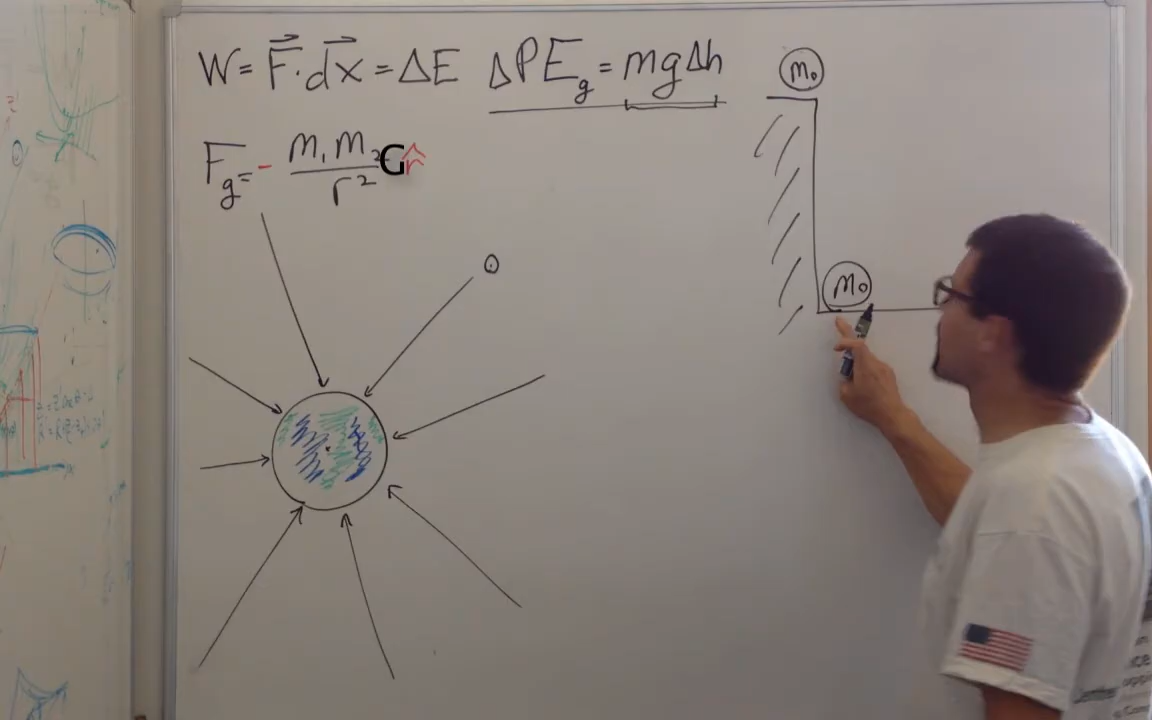 W = F⃗ · dx⃗ = ΔE ΔPE_g = mgΔh
m₀
F_g = - m₁m₂/r² G r̂
m₀